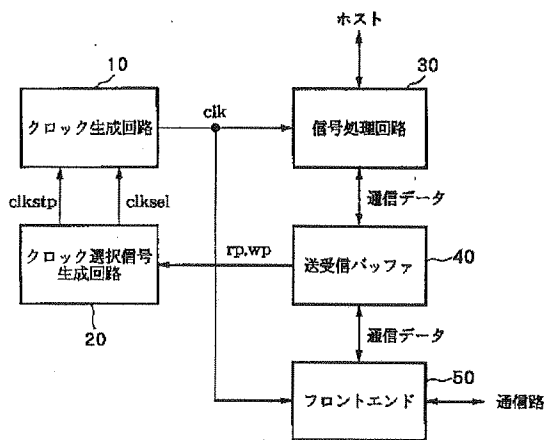 ホスト
10
30
クロック生成回路
clk
信号処理回路
clkstp
clksel
通信データ
クロック選択信号
生成回路
rp,wp
送受信バッファ
40
20
通信データ
50
フロントエンド
通信路